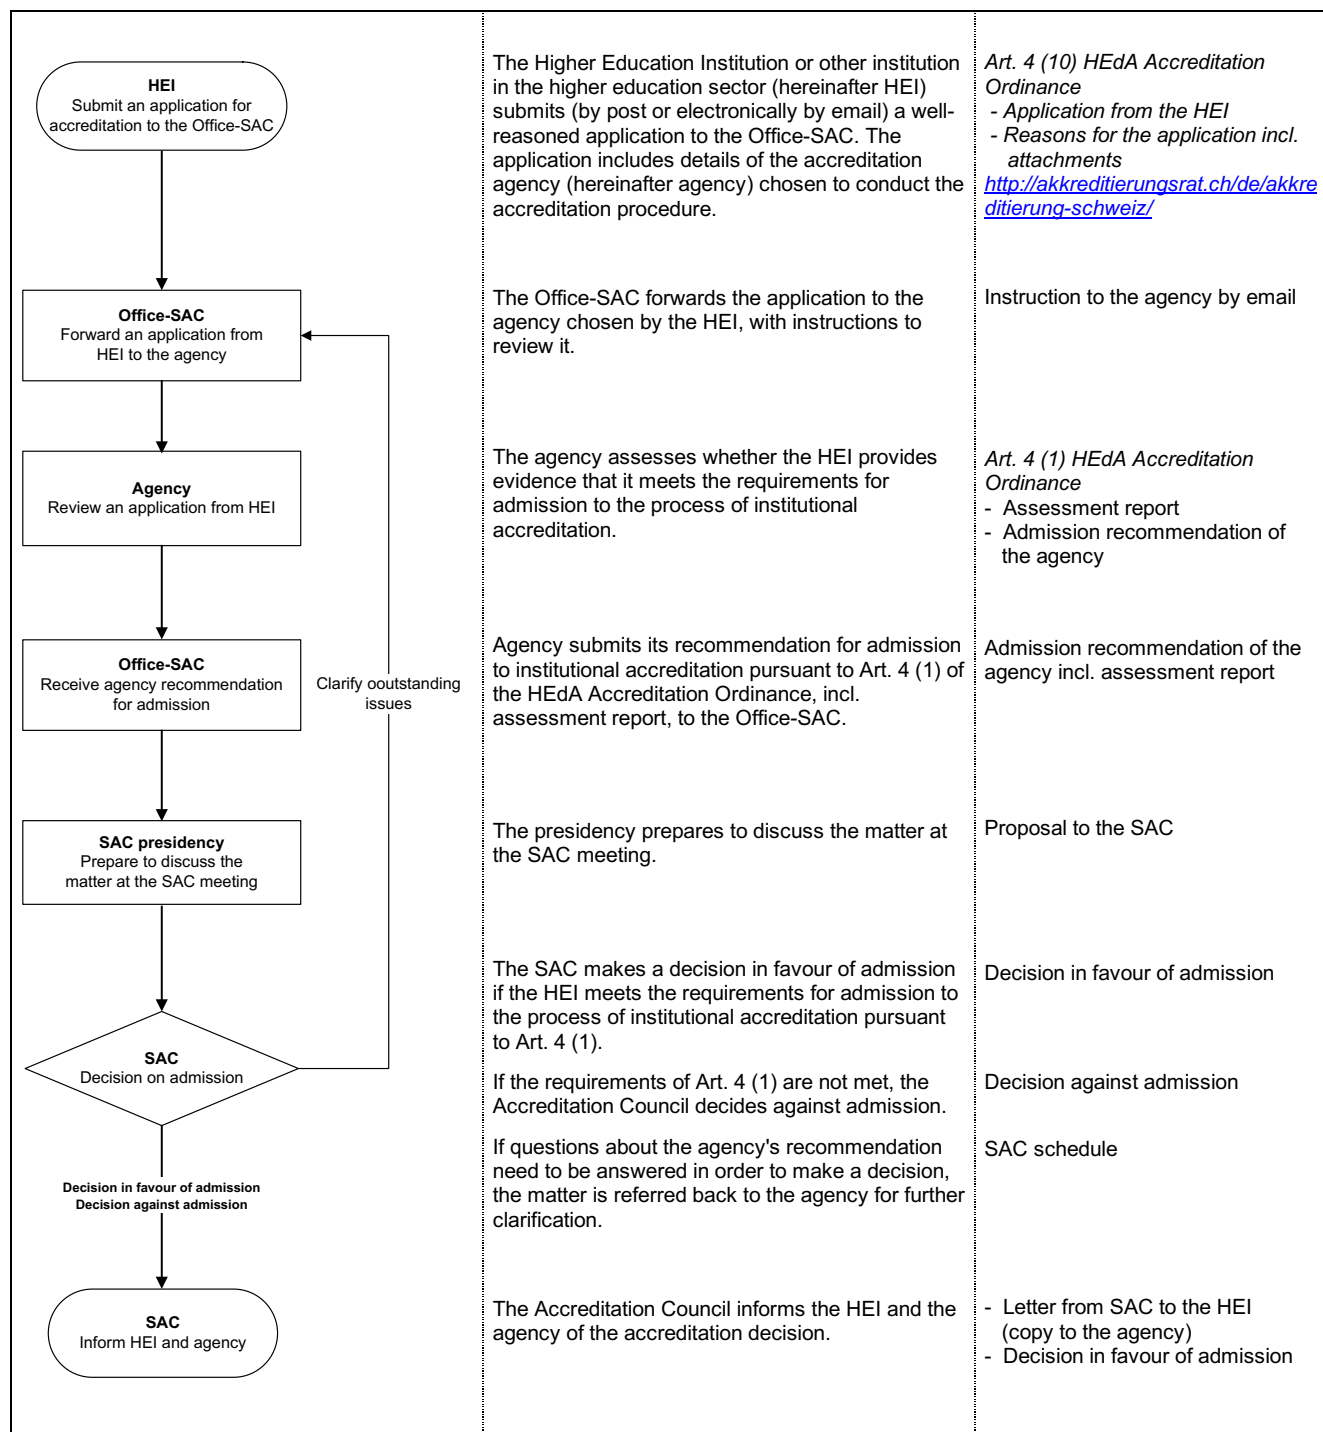 HEI
Submit an application for
accreditation to the Office-SAC
The Higher Education Institution or other institution
in the higher education sector (hereinafter HEI)
submits (by post or electronically by email) a well-
reasoned application to the Office-SAC. The
application includes details of the accreditation
agency (hereinafter agency) chosen to conduct the
accreditation procedure.
Art. 4 (10) HEdA Accreditation
Ordinance
- Application from the HEI
- Reasons for the application incl.
attachments
http://akkreditierungsrat.ch/de/akkre
ditierung-schweiz/
Office-SAC
Forward an application from
HEI to the agency
The Office-SAC forwards the application to the
agency chosen by the HEI, with instructions to
review it.
Instruction to the agency by email
Agency
Review an application from HEI
The agency assesses whether the HEI provides
evidence that it meets the requirements for
admission to the process of institutional
accreditation.
Art. 4 (1) HEdA Accreditation
Ordinance
- Assessment report
- Admission recommendation of
the agency
Office-SAC
Receive agency recommendation
for admission
Clarify ooutstanding
issues
Agency submits its recommendation for admission
to institutional accreditation pursuant to Art. 4 (1) of
the HEdA Accreditation Ordinance, incl.
assessment report, to the Office-SAC.
Admission recommendation of the
agency incl. assessment report
SAC presidency
Prepare to discuss the
matter at the SAC meeting
The presidency prepares to discuss the matter at
the SAC meeting.
Proposal to the SAC
SAC
Decision on admission
The SAC makes a decision in favour of admission
if the HEI meets the requirements for admission to
the process of institutional accreditation pursuant
to Art. 4 (1).
Decision in favour of admission
If the requirements of Art. 4 (1) are not met, the
Accreditation Council decides against admission.
Decision against admission
If questions about the agency's recommendation
need to be answered in order to make a decision,
the matter is referred back to the agency for further
clarification.
SAC schedule
Decision in favour of admission
Decision against admission
SAC
Inform HEI and agency
The Accreditation Council informs the HEI and the
agency of the accreditation decision.
- Letter from SAC to the HEI
(copy to the agency)
- Decision in favour of admission